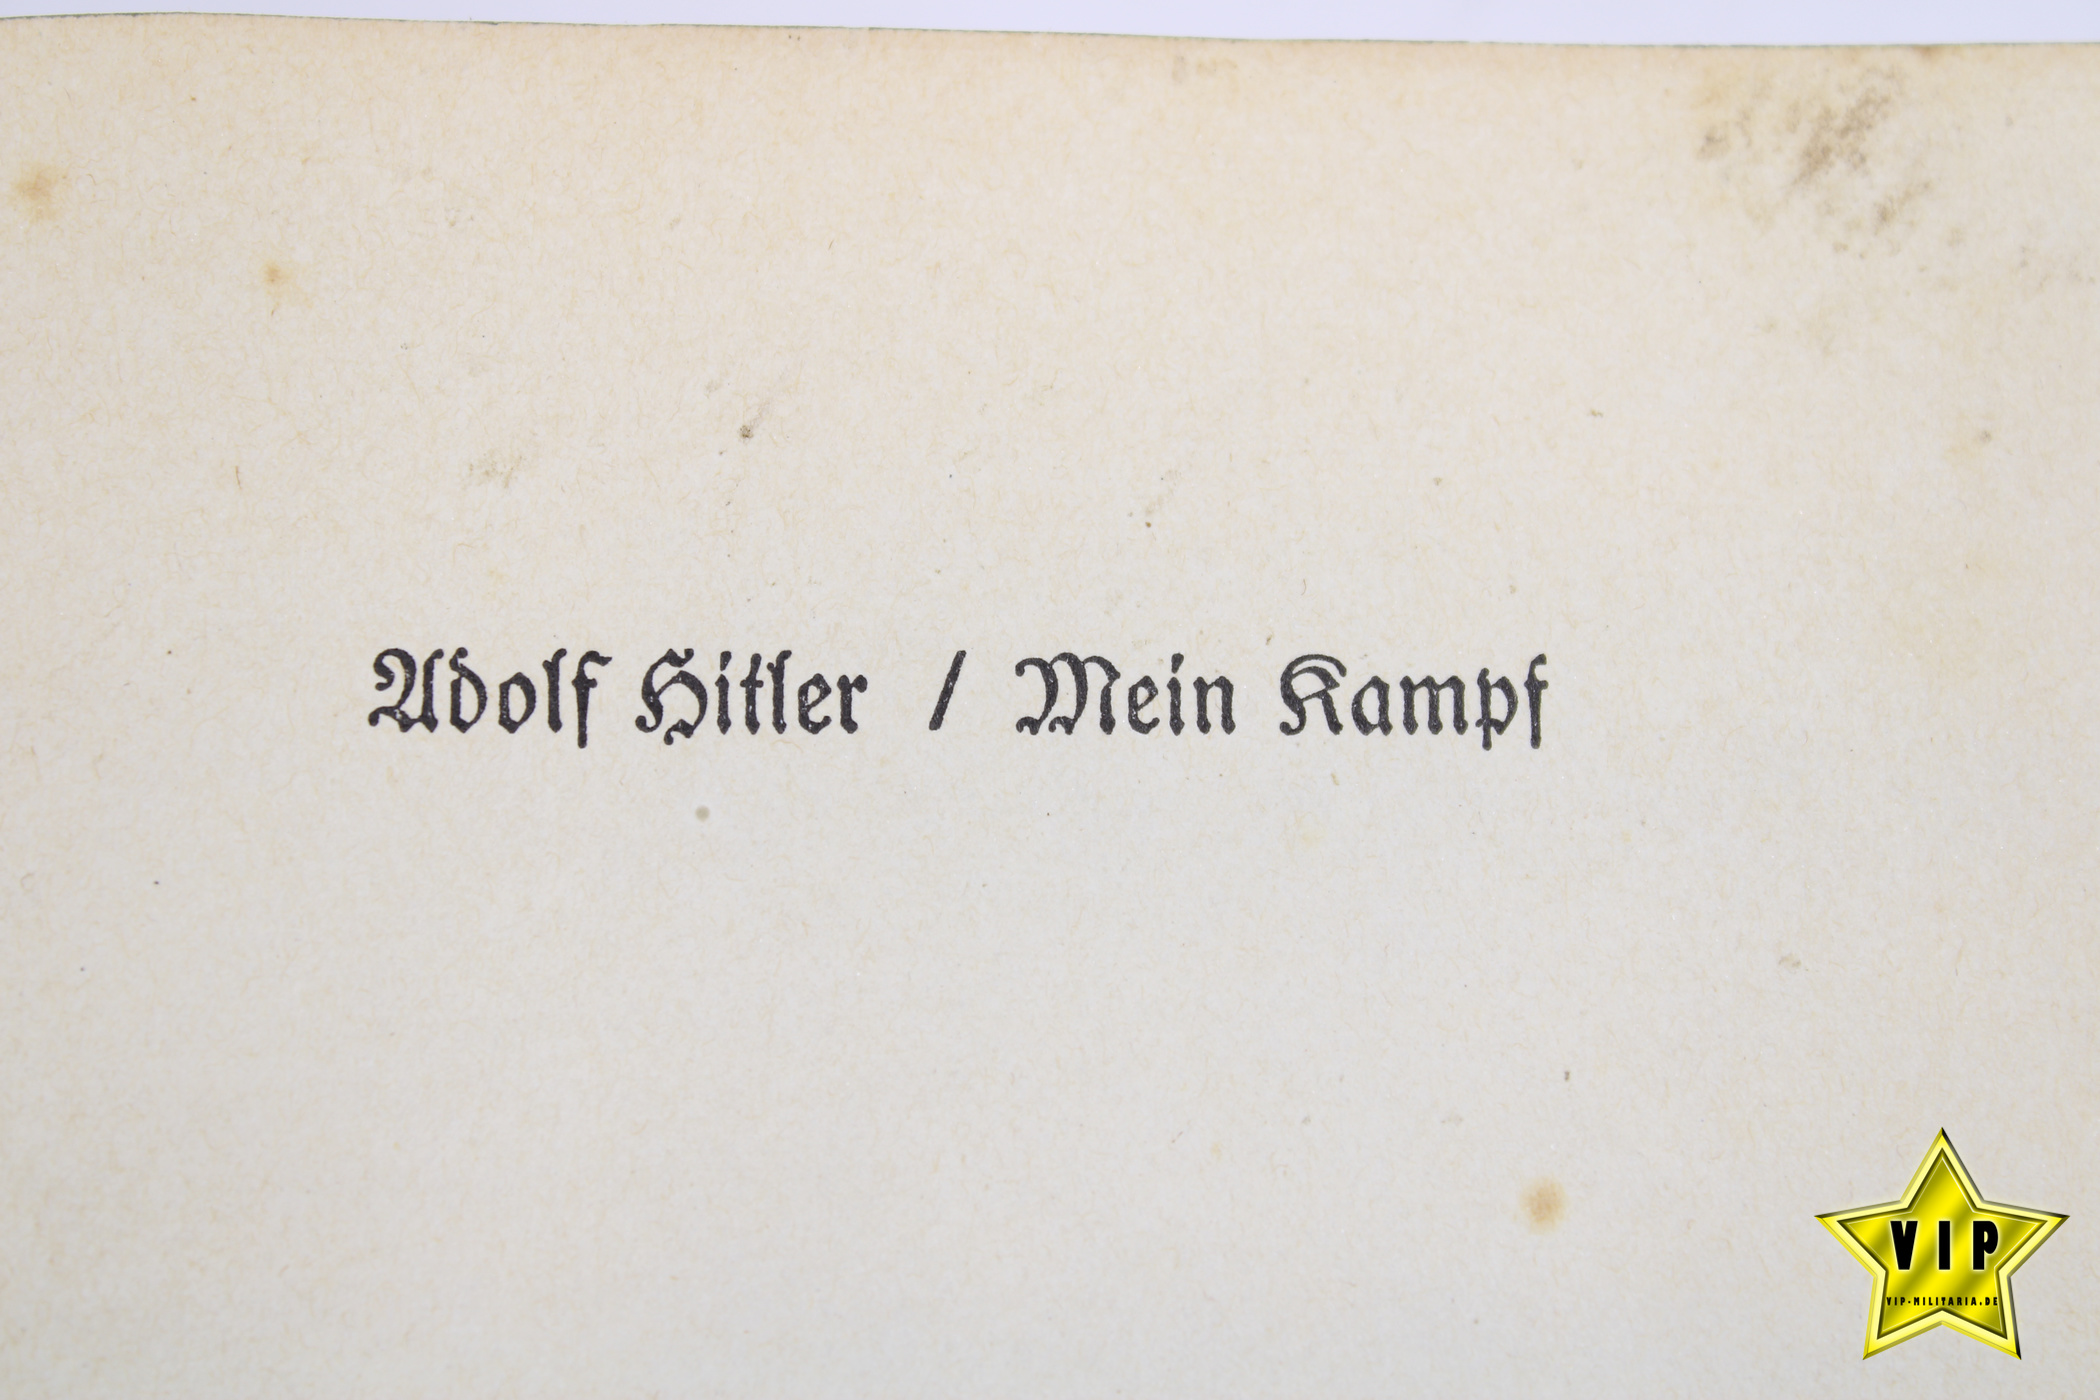 Adolf Hitler / Mein Kampf
VIP
VIP-MILITARIA.DE